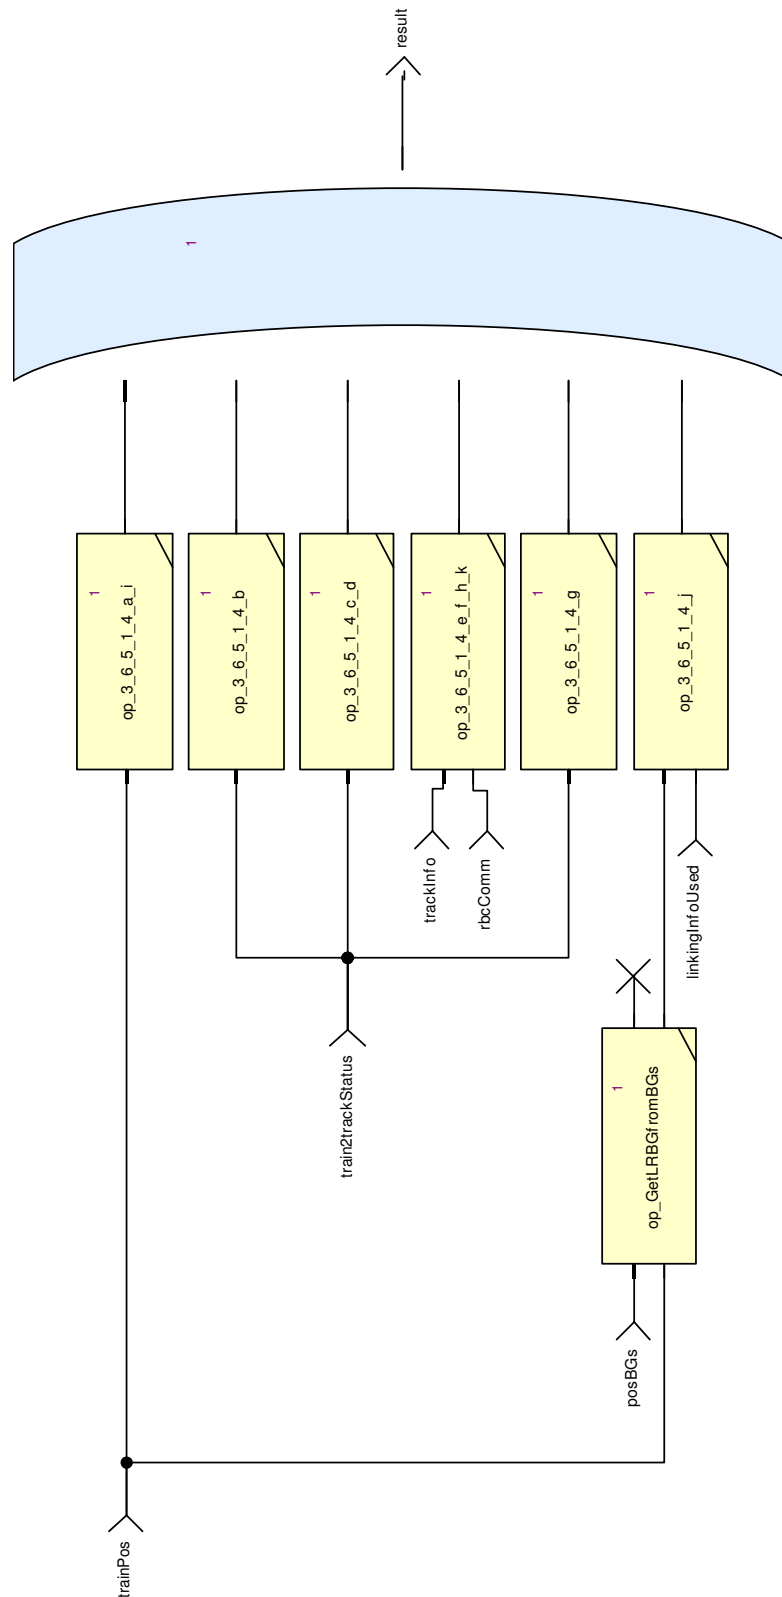 result
1
1
op_3_6_5_1_4_a_i
1
op_3_6_5_1_4_b
1
op_3_6_5_1_4_c_d
1
op_3_6_5_1_4_e_f_h_k
1
op_3_6_5_1_4_g
1
op_3_6_5_1_4_j
trackInfo
rbcComm
linkingInfoUsed
train2trackStatus
1
op_GetLRBGfromBGs
posBGs
trainPos